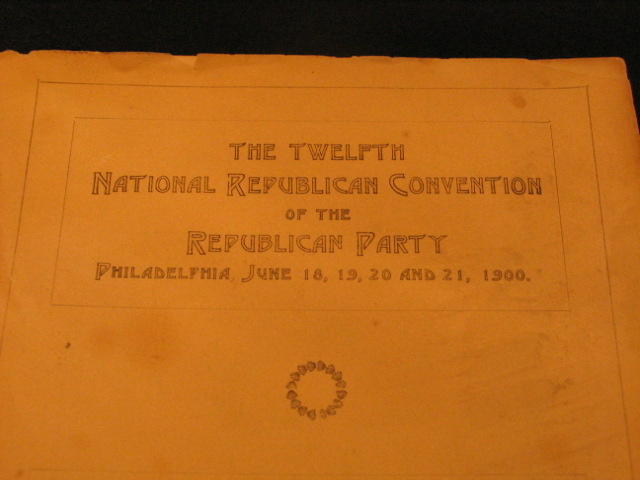 THE TWELFTH
NATIONAL REPUBLICAN CONVENTION
OF THE
REPUBLICAN PARTY
PHILADELPHIA, JUNE 18, 19, 20 AND 21, 1900.